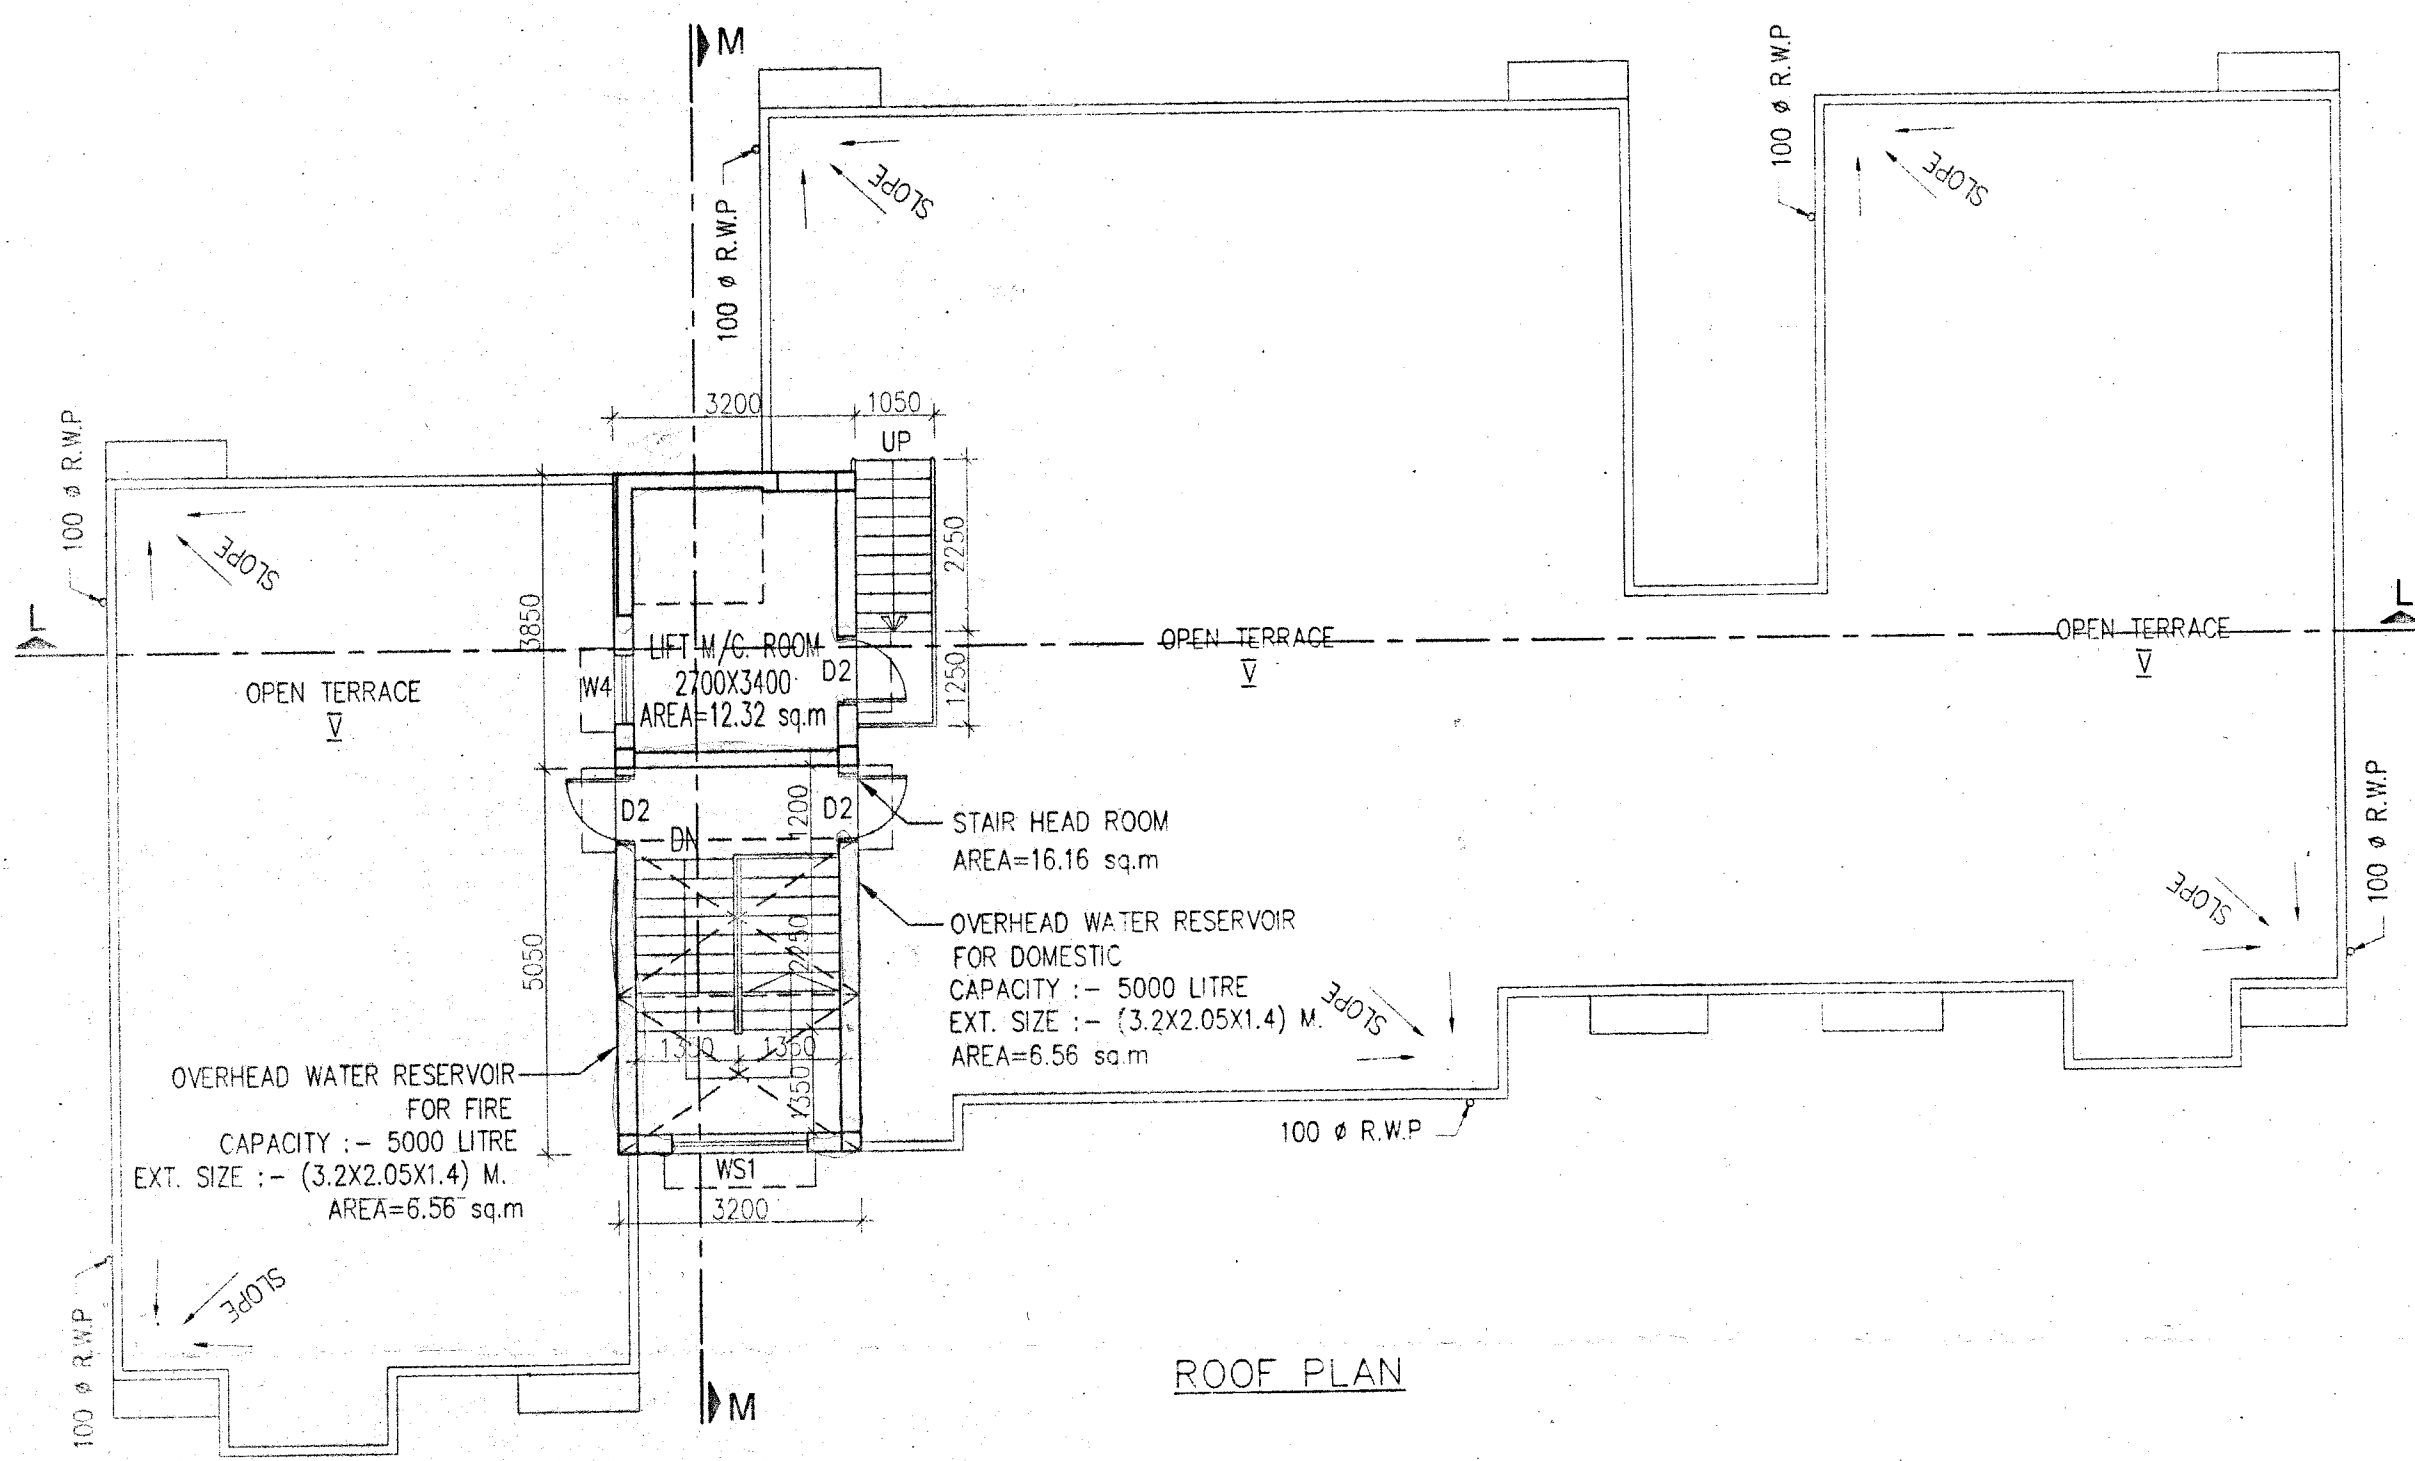 M
100 ø R.W.P
100 ø R.W.P
SLOPE
SLOPE
3200
1050
UP
100 ø R.W.P
SLOPE
2250
3850
L
L
LIFT M/C. ROOM
2700X3400
AREA=12.32 sq.m
D2
W4
1250
OPEN TERRACE
V
OPEN TERRACE
V
OPEN TERRACE
V
D2
D2
1200
DN
STAIR HEAD ROOM
AREA=16.16 sq.m
100 ø R.W.P
SLOPE
5050
2250
OVERHEAD WATER RESERVOIR
FOR DOMESTIC
CAPACITY :- 5000 LITRE
EXT. SIZE :- (3.2X2.05X1.4) M.
AREA=6.56 sq.m
SLOPE
1350
1350
1350
OVERHEAD WATER RESERVOIR
FOR FIRE
CAPACITY :- 5000 LITRE
EXT. SIZE :- (3.2X2.05X1.4) M.
AREA=6.56 sq.m
100 ø R.W.P
WS1
3200
SLOPE
100 ø R.W.P
M
ROOF PLAN